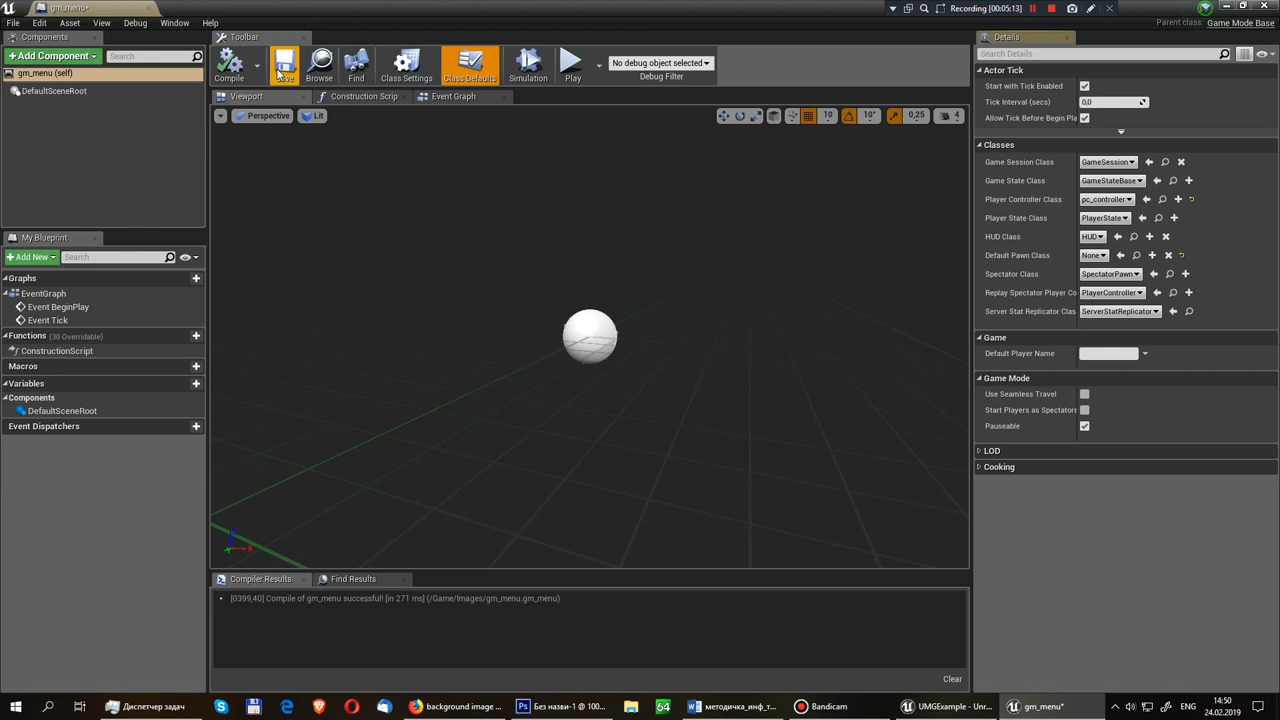 gm_menu*
Recording [00:05:13]
File Edit Asset View Debug Window Help
Parent class: Game Mode Base
Components
Toolbar
Details
+Add Component
Search
Search Details
gm_menu (self)
DefaultSceneRoot
Compile
Browse
Find
Class Settings
Class Defaults
Simulation
Play
No debug object selected
Debug Filter
Viewport
Construction Scrip
Event Graph
Perspective
Lit
10
10°
0,25
4
Actor Tick
Start with Tick Enabled
Tick Interval (secs) 0,0
Allow Tick Before Begin Pla
Classes
Game Session Class GameSession
Game State Class GameStateBase
Player Controller Class pc_controller
Player State Class PlayerState
HUD Class HUD
Default Pawn Class None
Spectator Class SpectatorPawn
Replay Spectator Player Co PlayerController
Server Stat Replicator Clas ServerStatReplicator
Game
Default Player Name
Game Mode
Use Seamless Travel
Start Players as Spectators
Pauseable
LOD
Cooking
My Blueprint
+Add New
Search
Graphs
EventGraph
Event BeginPlay
Event Tick
Functions (30 Overridable)
ConstructionScript
Macros
Variables
Components
DefaultSceneRoot
Event Dispatchers
Compiler Results
Find Results
[0399,40] Compile of gm_menu successful! [in 271 ms] (/Game/Images/gm_menu.gm_menu)
Clear
Диспетчер задач
background image ...
Без назви-1 @ 100...
64
методичка_инф_т...
Bandicam
UMGExample - Unr...
gm_menu*
14:50
24.02.2019